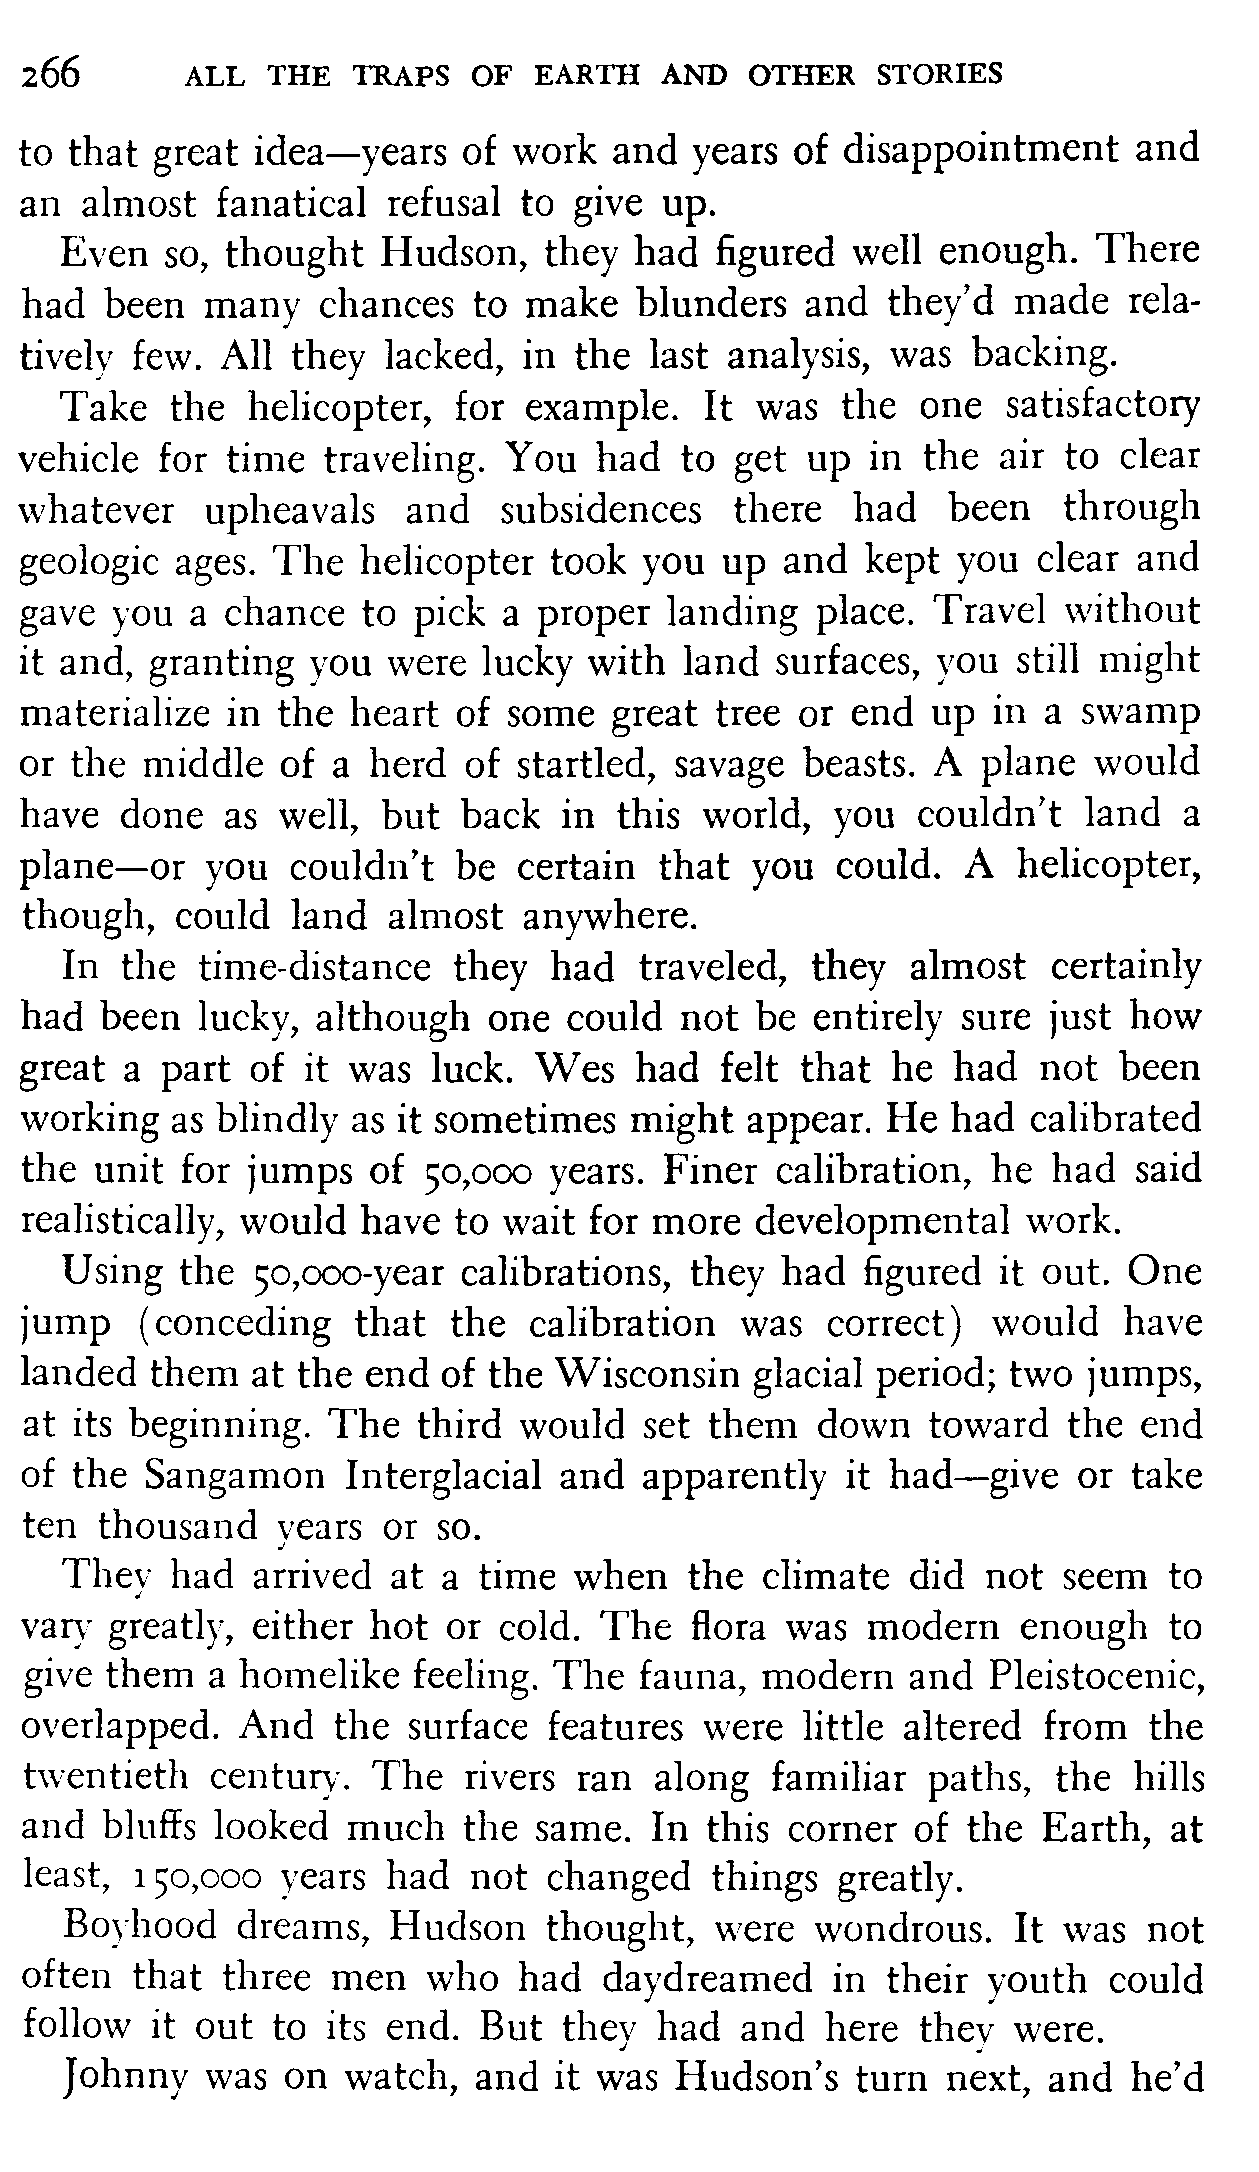 266 ALL THE TRAPS OF EARTH AND OTHER STORIES
to that great idea—years of work and years of disappointment and
an almost fanatical refusal to give up.
Even so, thought Hudson, they had figured well enough. There
had been many chances to make blunders and they'd made rela-
tively few. All they lacked, in the last analysis, was backing.
Take the helicopter, for example. It was the one satisfactory
vehicle for time traveling. You had to get up in the air to clear
whatever upheavals and subsidences there had been through
geologic ages. The helicopter took you up and kept you clear and
gave you a chance to pick a proper landing place. Travel without
it and, granting you were lucky with land surfaces, you still might
materialize in the heart of some great tree or end up in a swamp
or the middle of a herd of startled, savage beasts. A plane would
have done as well, but back in this world, you couldn't land a
plane—or you couldn't be certain that you could. A helicopter,
though, could land almost anywhere.
In the time-distance they had traveled, they almost certainly
had been lucky, although one could not be entirely sure just how
great a part of it was luck. Wes had felt that he had not been
working as blindly as it sometimes might appear. He had calibrated
the unit for jumps of 50,000 years. Finer calibration, he had said
realistically, would have to wait for more developmental work.
Using the 50,000-year calibrations, they had figured it out. One
jump (conceding that the calibration was correct) would have
landed them at the end of the Wisconsin glacial period; two jumps,
at its beginning. The third would set them down toward the end
of the Sangamon Interglacial and apparently it had—give or take
ten thousand years or so.
They had arrived at a time when the climate did not seem to
vary greatly, either hot or cold. The flora was modern enough to
give them a homelike feeling. The fauna, modern and Pleistocenic,
overlapped. And the surface features were little altered from the
twentieth century. The rivers ran along familiar paths, the hills
and bluffs looked much the same. In this corner of the Earth, at
least, 150,000 years had not changed things greatly.
Boyhood dreams, Hudson thought, were wondrous. It was not
often that three men who had daydreamed in their youth could
follow it out to its end. But they had and here they were.
Johnny was on watch, and it was Hudson's turn next, and he'd